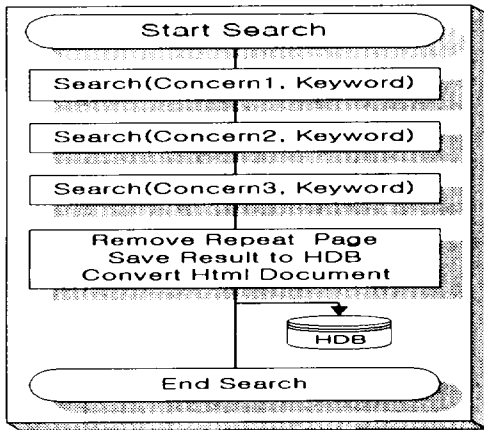 Start Search
Search(Concern1, Keyword)
Search(Concern2, Keyword)
Search(Concern3, Keyword)
Remove Repeat Page
Save Result to HDB
Convert Html Document
HDB
End Search